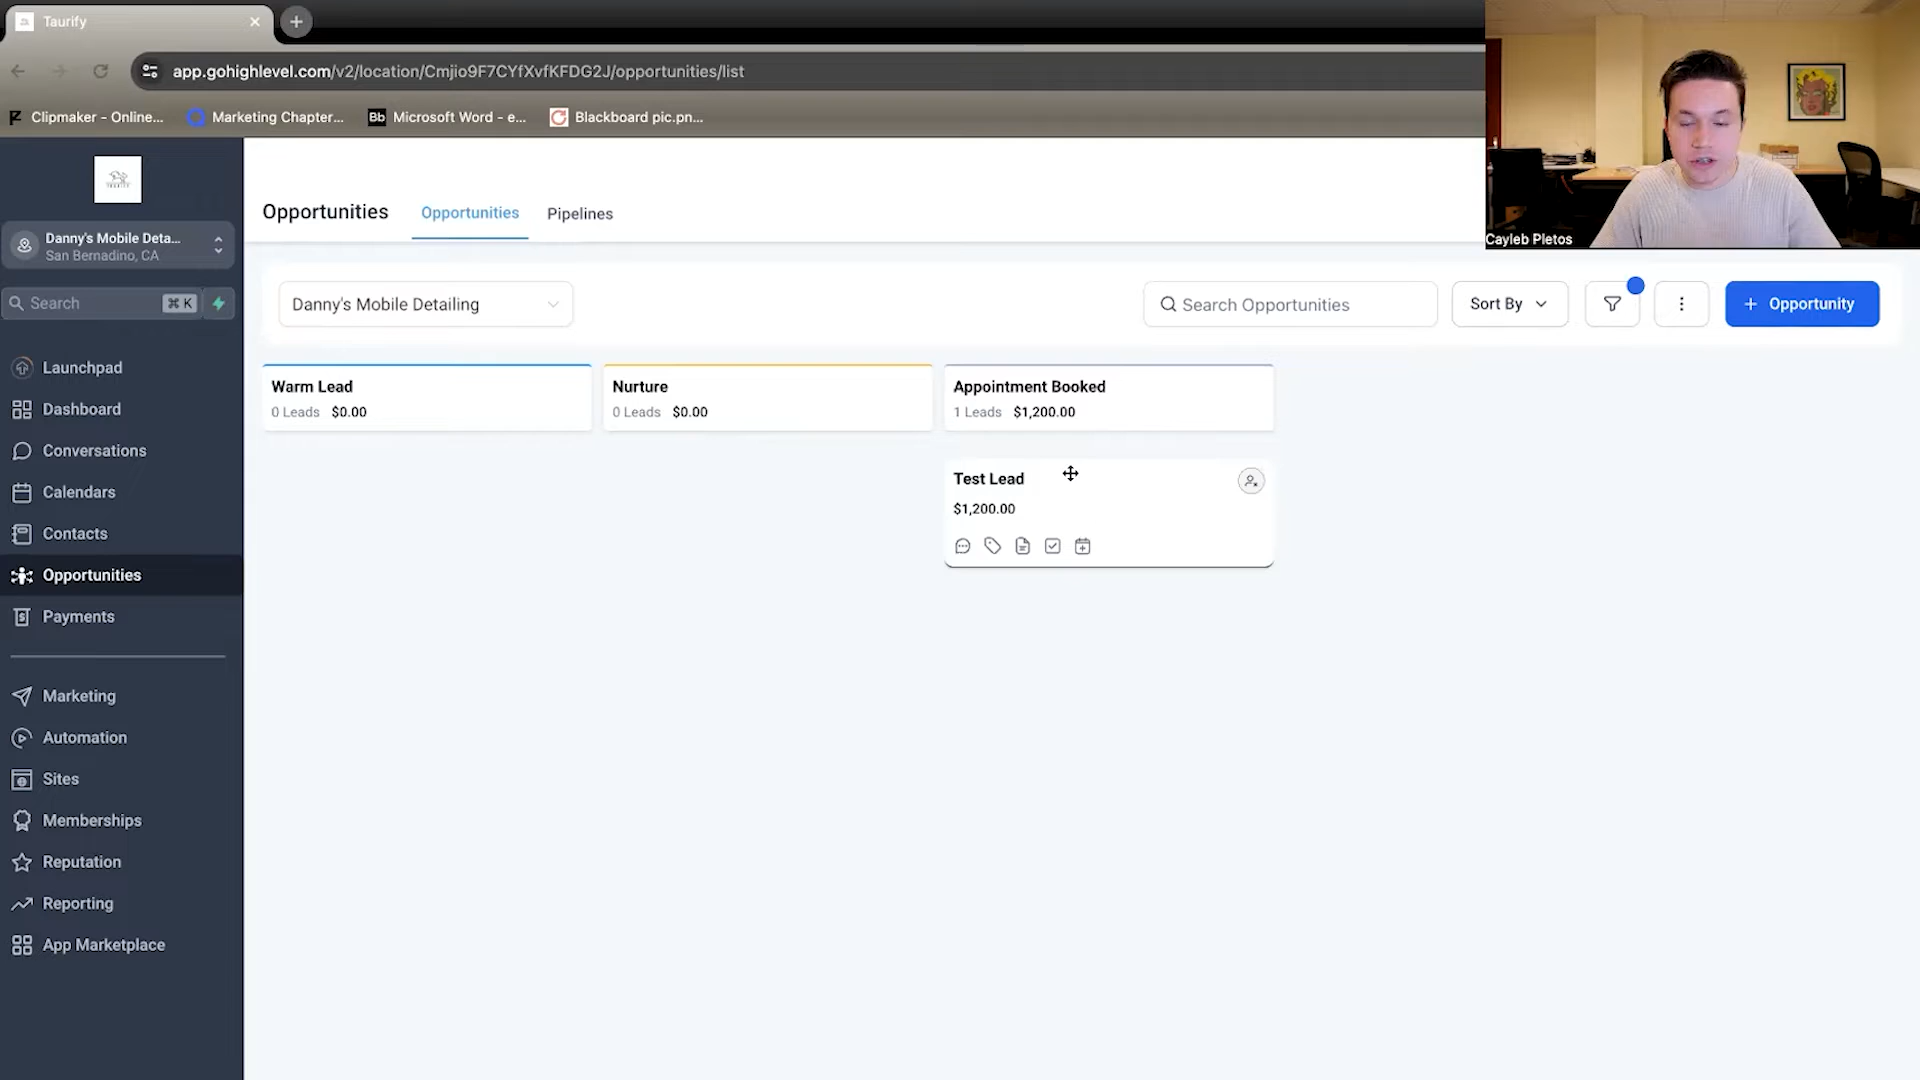 Taurify
app.gohighlevel.com/v2/location/Cmjio9F7CYfXvfKFDG2J/opportunities/list
Clipmaker - Online...
Marketing Chapter...
Bb
Microsoft Word - e...
Blackboard pic.pn...
Cayleb Pletos
Danny's Mobile Deta...
San Bernadino, CA
Search
⌘ K
Launchpad
Dashboard
Conversations
Calendars
Contacts
Opportunities
Payments
Marketing
Automation
Sites
Memberships
Reputation
Reporting
App Marketplace
Opportunities
Opportunities
Pipelines
Danny's Mobile Detailing
Search Opportunities
Sort By
+ Opportunity
Warm Lead
0 Leads $0.00
Nurture
0 Leads $0.00
Appointment Booked
1 Leads $1,200.00
Test Lead
$1,200.00